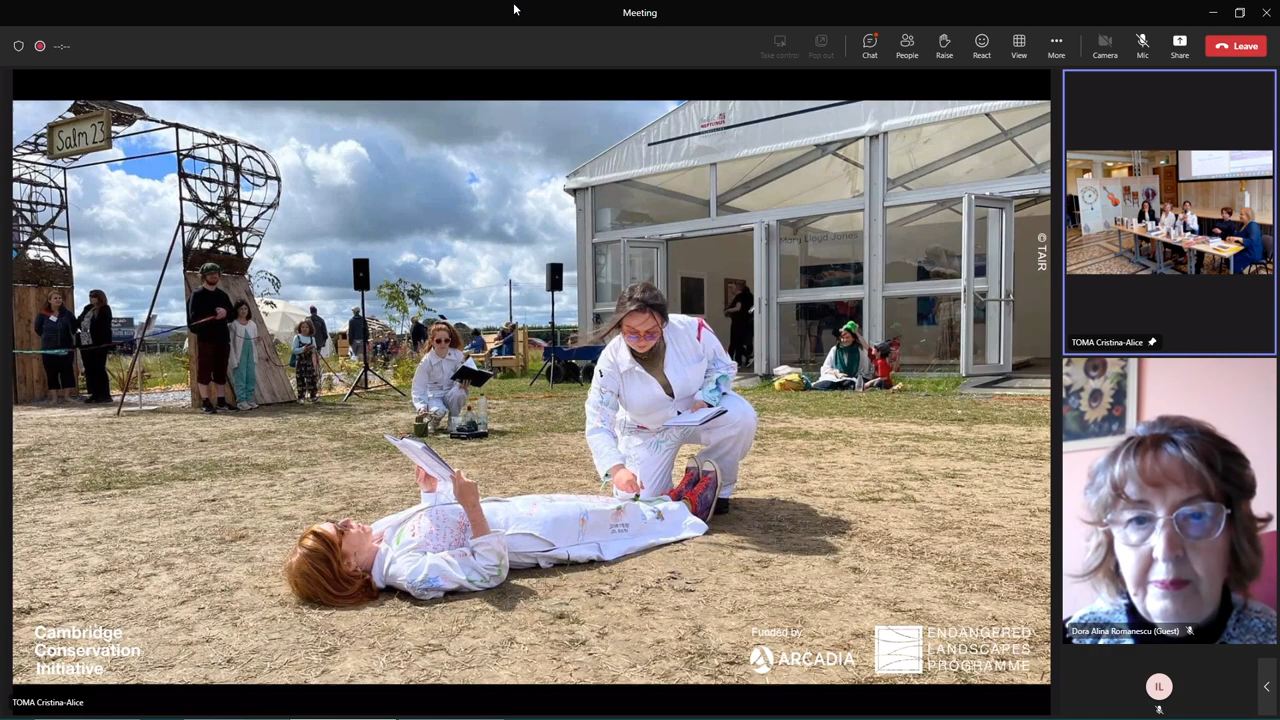 Meeting
--:--
Take control
Pop out
Chat
People
Raise
React
View
More
Camera
Mic
Share
Leave
Salm 23
Mary Lloyd Jones
© TAIR
Cambridge
Conservation
Initiative
Funded by
ARCADIA
ENDANGERED
LANDSCAPES
PROGRAMME
TOMA Cristina-Alice
TOMA Cristina-Alice
Dora Alina Romanescu (Guest)
IL